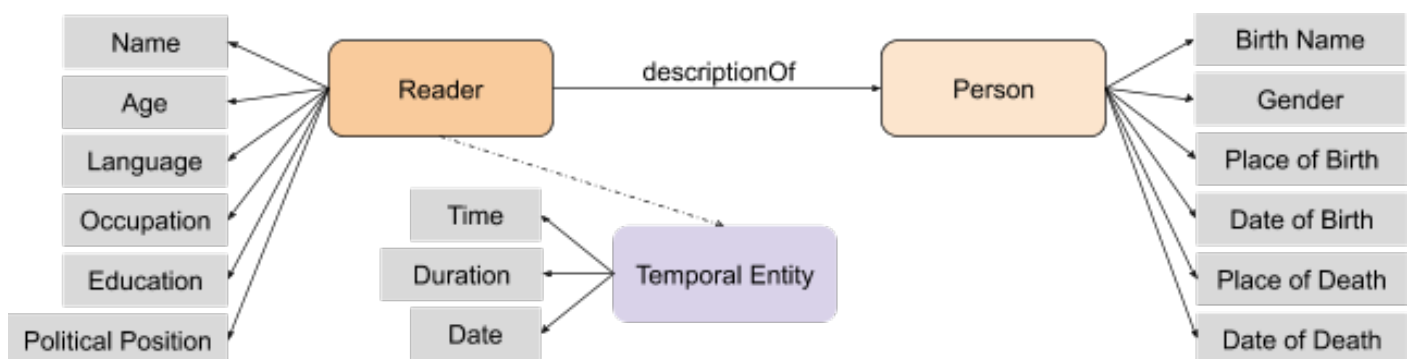 Name
Age
Language
Occupation
Education
Political Position
Reader
descriptionOf
Person
Time
Duration
Date
Temporal Entity
Birth Name
Gender
Place of Birth
Date of Birth
Place of Death
Date of Death